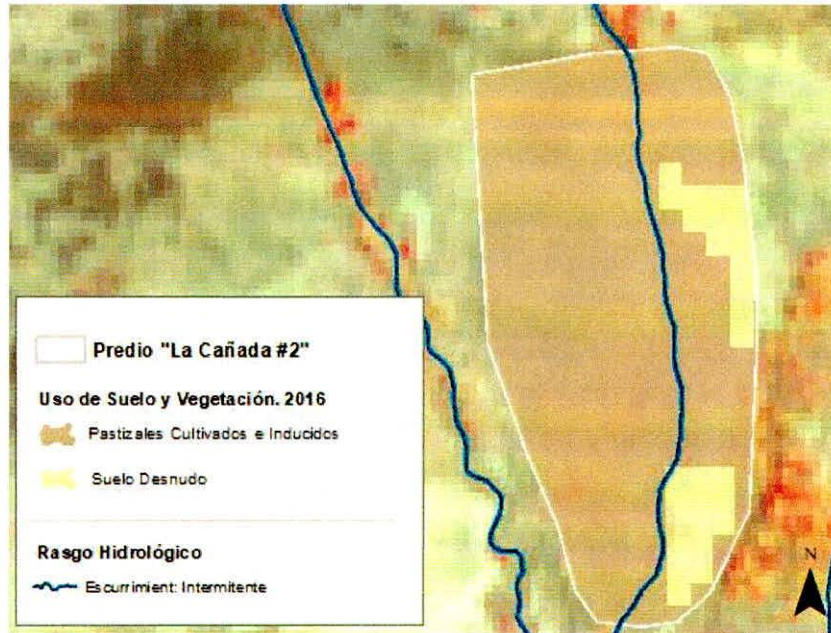 Predio "La Cañada #2"
Uso de Suelo y Vegetación. 2016
Pastizales Cultivados e Inducidos
Suelo Desnudo
Rasgo Hidrológico
Escurrimient: Intermitente
N